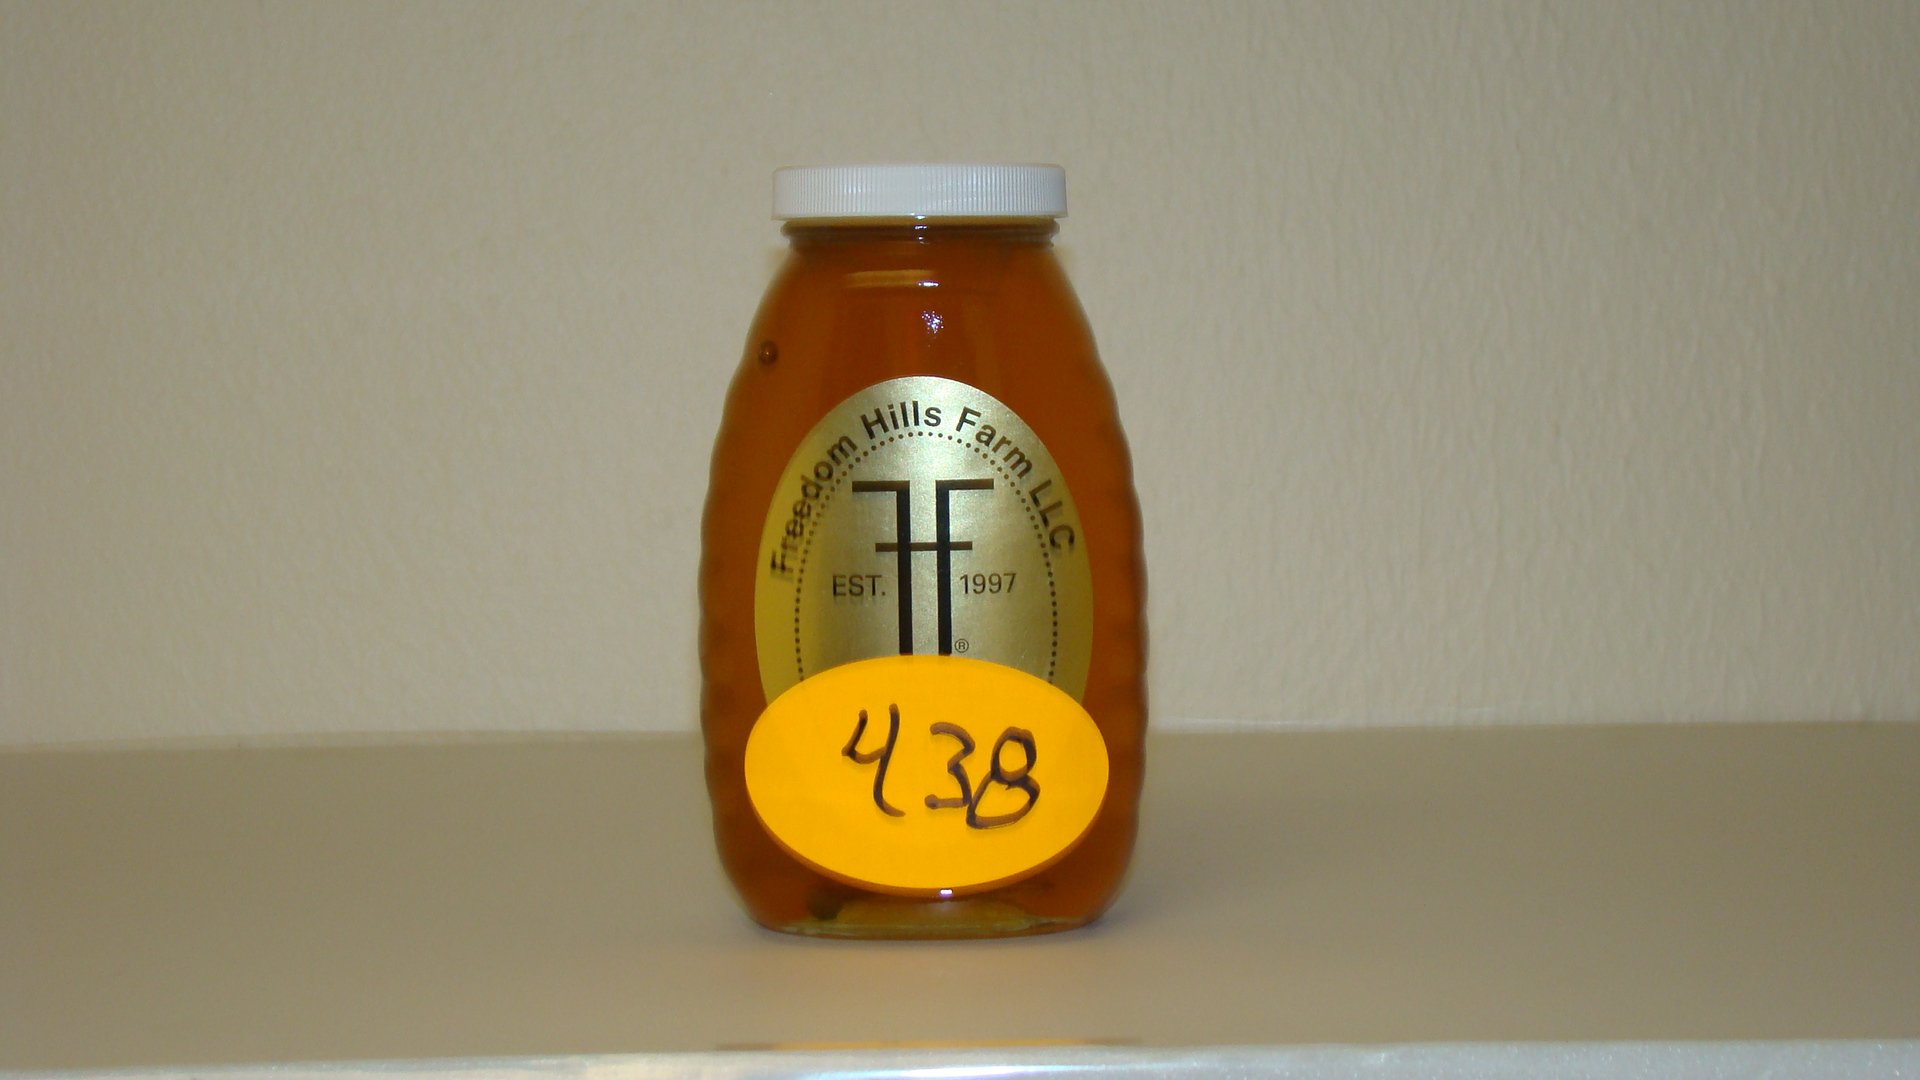 Freedom Hills Farm LLC
EST. 1997
®
438